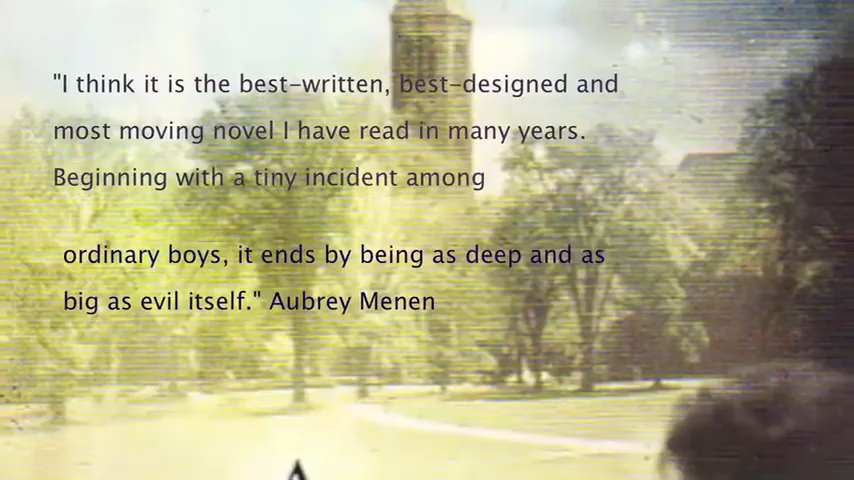 "I think it is the best-written, best-designed and
most moving novel I have read in many years.
Beginning with a tiny incident among
ordinary boys, it ends by being as deep and as
big as evil itself." Aubrey Menen